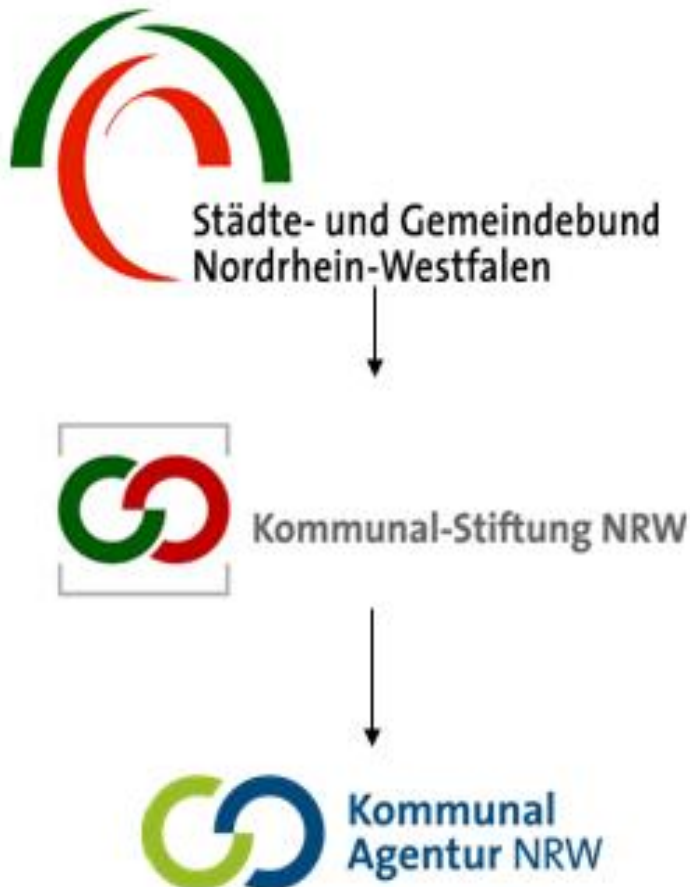 Städte- und Gemeindebund
Nordrhein-Westfalen
Kommunal-Stiftung NRW
Kommunal
Agentur NRW